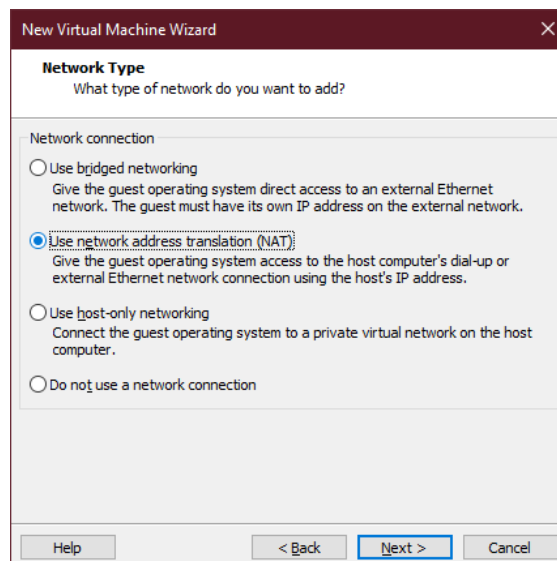 New Virtual Machine Wizard
Network Type
What type of network do you want to add?
Network connection
Use bridged networking
Give the guest operating system direct access to an external Ethernet
network. The guest must have its own IP address on the external network.
Use network address translation (NAT)
Give the guest operating system access to the host computer's dial-up or
external Ethernet network connection using the host's IP address.
Use host-only networking
Connect the guest operating system to a private virtual network on the host
computer.
Do not use a network connection
Help
< Back
Next >
Cancel